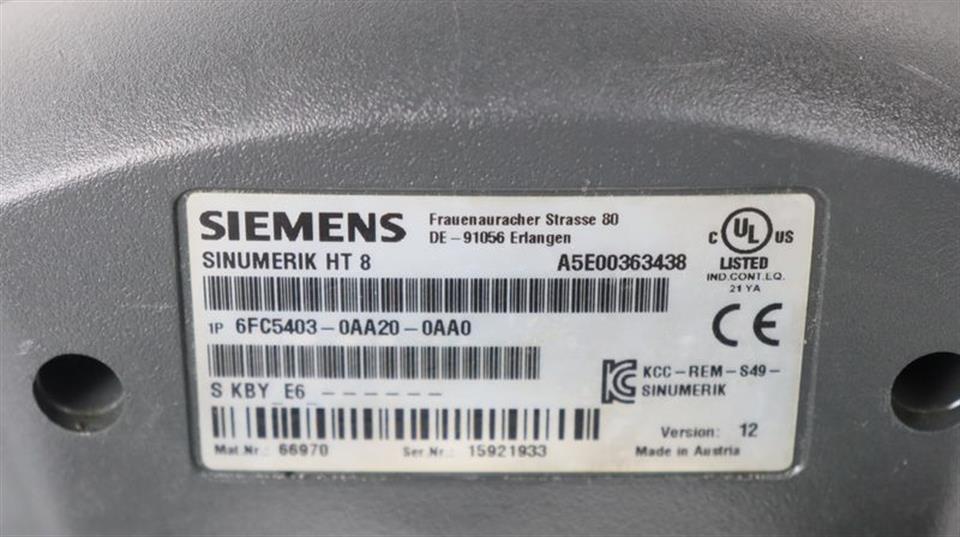 SIEMENS
Frauenauracher Strasse 80
DE-91056 Erlangen
SINUMERIK HT 8
A5E00363438
C UL US
LISTED
IND.CONT.EQ.
21 YA
1P 6FC5403-0AA20-0AA0
CE
S KBY_E6_------
KC
KCC-REM-S49-
SINUMERIK
Version: 12
Mat.Nr.: 66970
Ser.Nr.: 15921933
Made in Austria